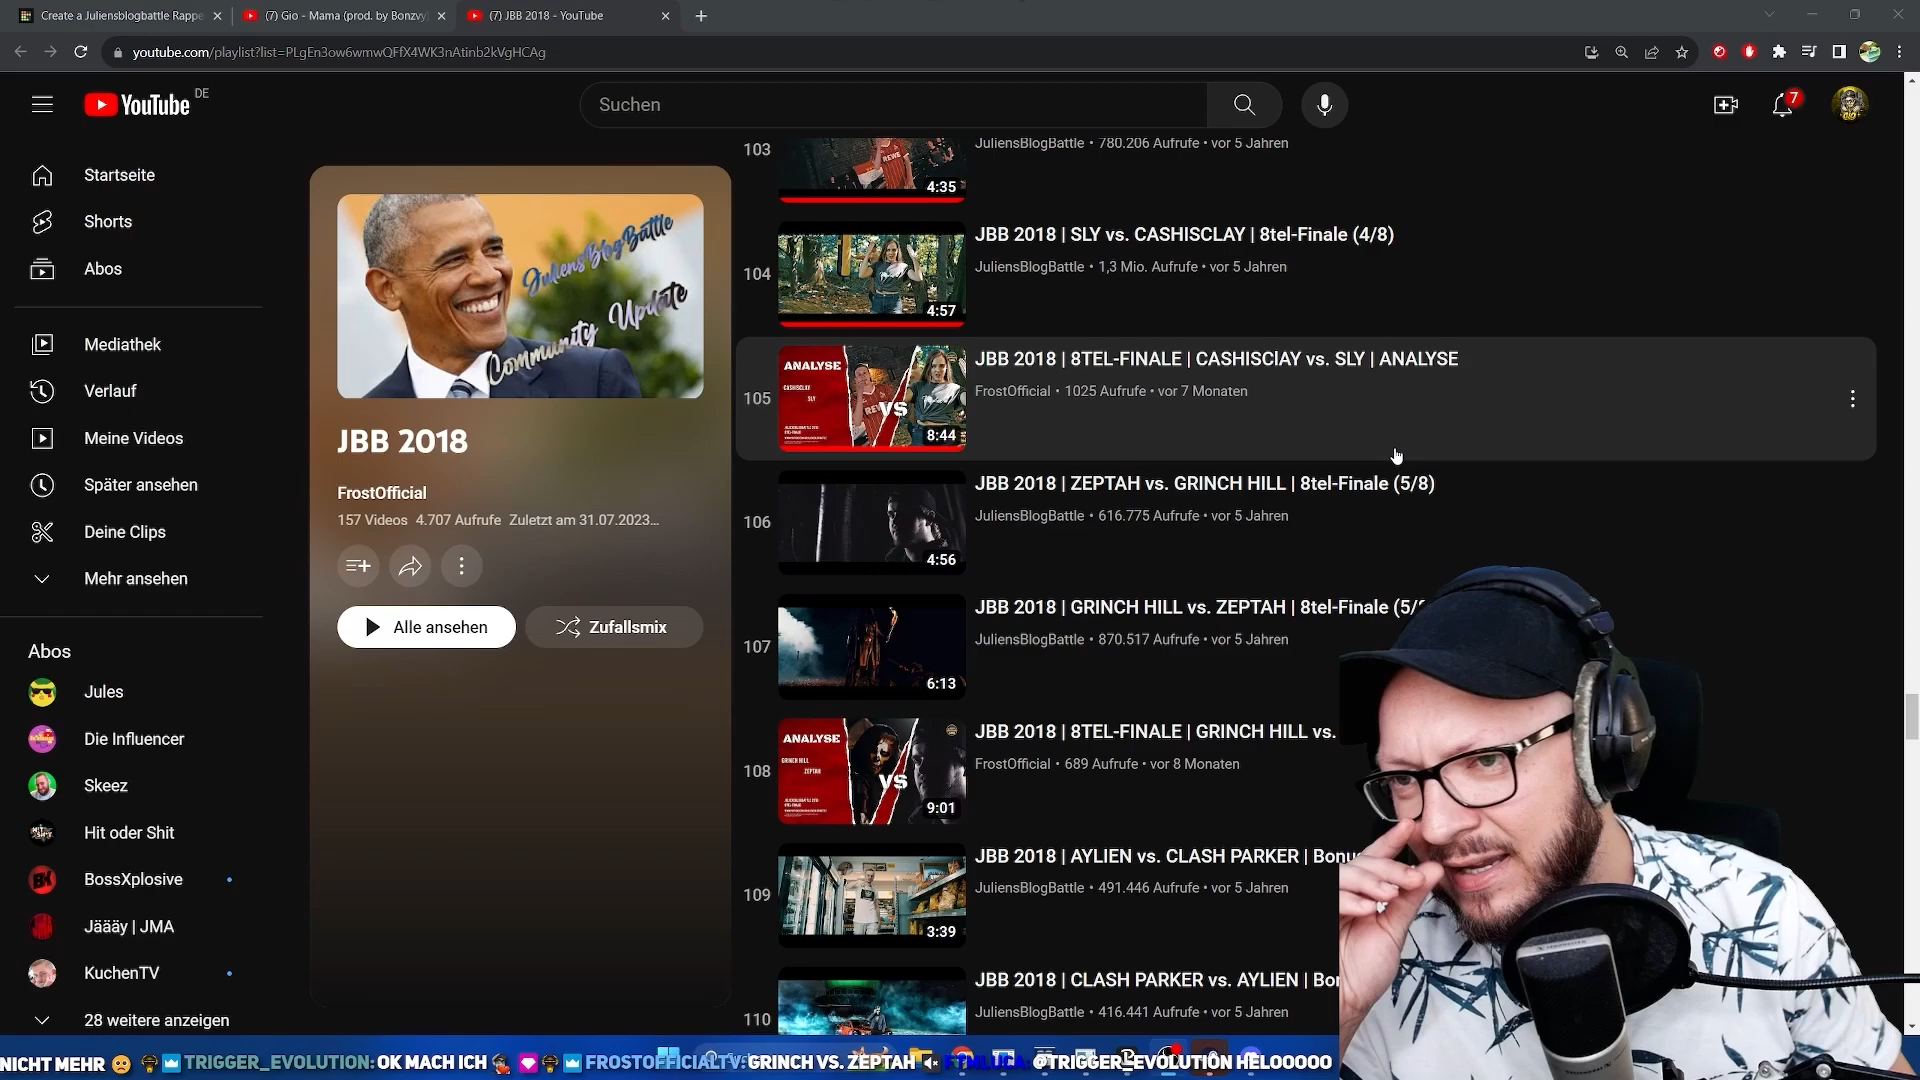 Create a Juliensblogbattle Rappe
(7) Gio - Mama (prod. by Bonzvy)
(7) JBB 2018 - YouTube
youtube.com/playlist?list=PLgEn3ow6wmwQFfX4WK3nAtinb2kVgHCAg
YouTube DE
Suchen
7
Startseite
Shorts
Abos
Mediathek
Verlauf
Meine Videos
Später ansehen
Deine Clips
Mehr ansehen
Abos
Jules
Die Influencer
Skeez
Hit oder Shit
BossXplosive
Jäääy | JMA
KuchenTV
28 weitere anzeigen
JuliensBlogBattle
Community Update
JBB 2018
FrostOfficial
157 Videos 4.707 Aufrufe Zuletzt am 31.07.2023...
Alle ansehen
Zufallsmix
103
4:35
JuliensBlogBattle • 780.206 Aufrufe • vor 5 Jahren
104
4:57
JBB 2018 | SLY vs. CASHISCLAY | 8tel-Finale (4/8)
JuliensBlogBattle • 1,3 Mio. Aufrufe • vor 5 Jahren
105
ANALYSE
CASHISCLAY
SLY
VS
8:44
JBB 2018 | 8TEL-FINALE | CASHISClAY vs. SLY | ANALYSE
FrostOfficial • 1025 Aufrufe • vor 7 Monaten
106
4:56
JBB 2018 | ZEPTAH vs. GRINCH HILL | 8tel-Finale (5/8)
JuliensBlogBattle • 616.775 Aufrufe • vor 5 Jahren
107
6:13
JBB 2018 | GRINCH HILL vs. ZEPTAH | 8tel-Finale (5/8
JuliensBlogBattle • 870.517 Aufrufe • vor 5 Jahren
108
ANALYSE
GRINCH HILL
ZEPTAH
VS
9:01
JBB 2018 | 8TEL-FINALE | GRINCH HILL vs.
FrostOfficial • 689 Aufrufe • vor 8 Monaten
109
3:39
JBB 2018 | AYLIEN vs. CLASH PARKER | Bonu
JuliensBlogBattle • 491.446 Aufrufe • vor 5 Jahren
110
JBB 2018 | CLASH PARKER vs. AYLIEN | Bon
JuliensBlogBattle • 416.441 Aufrufe • vor 5 Jahren
NICHT MEHR TRIGGER_EVOLUTION: OK MACH ICH FROSTOFFICIALTV: GRINCH VS. ZEPTAH @TRIGGER_EVOLUTION HELOOOOO